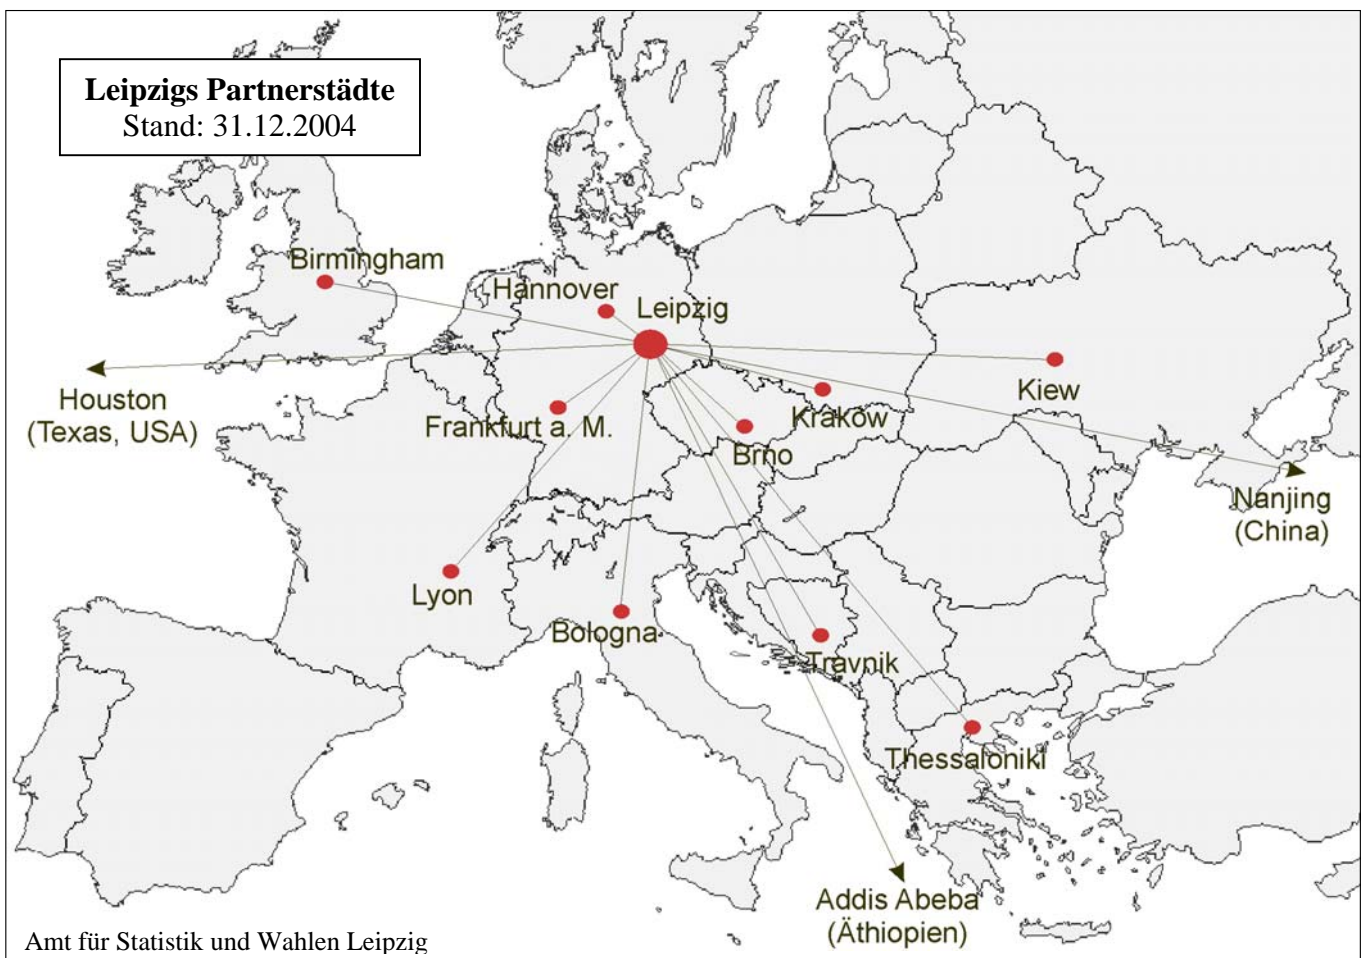 Leipzigs Partnerstädte
Stand: 31.12.2004
Birmingham
Hannover
Leipzig
Houston
(Texas, USA)
Frankfurt a. M.
Kraków
Kiew
Brno
Nanjing
(China)
Lyon
Bologna
Travnik
Thessaloniki
Addis Abeba
(Äthiopien)
Amt für Statistik und Wahlen Leipzig